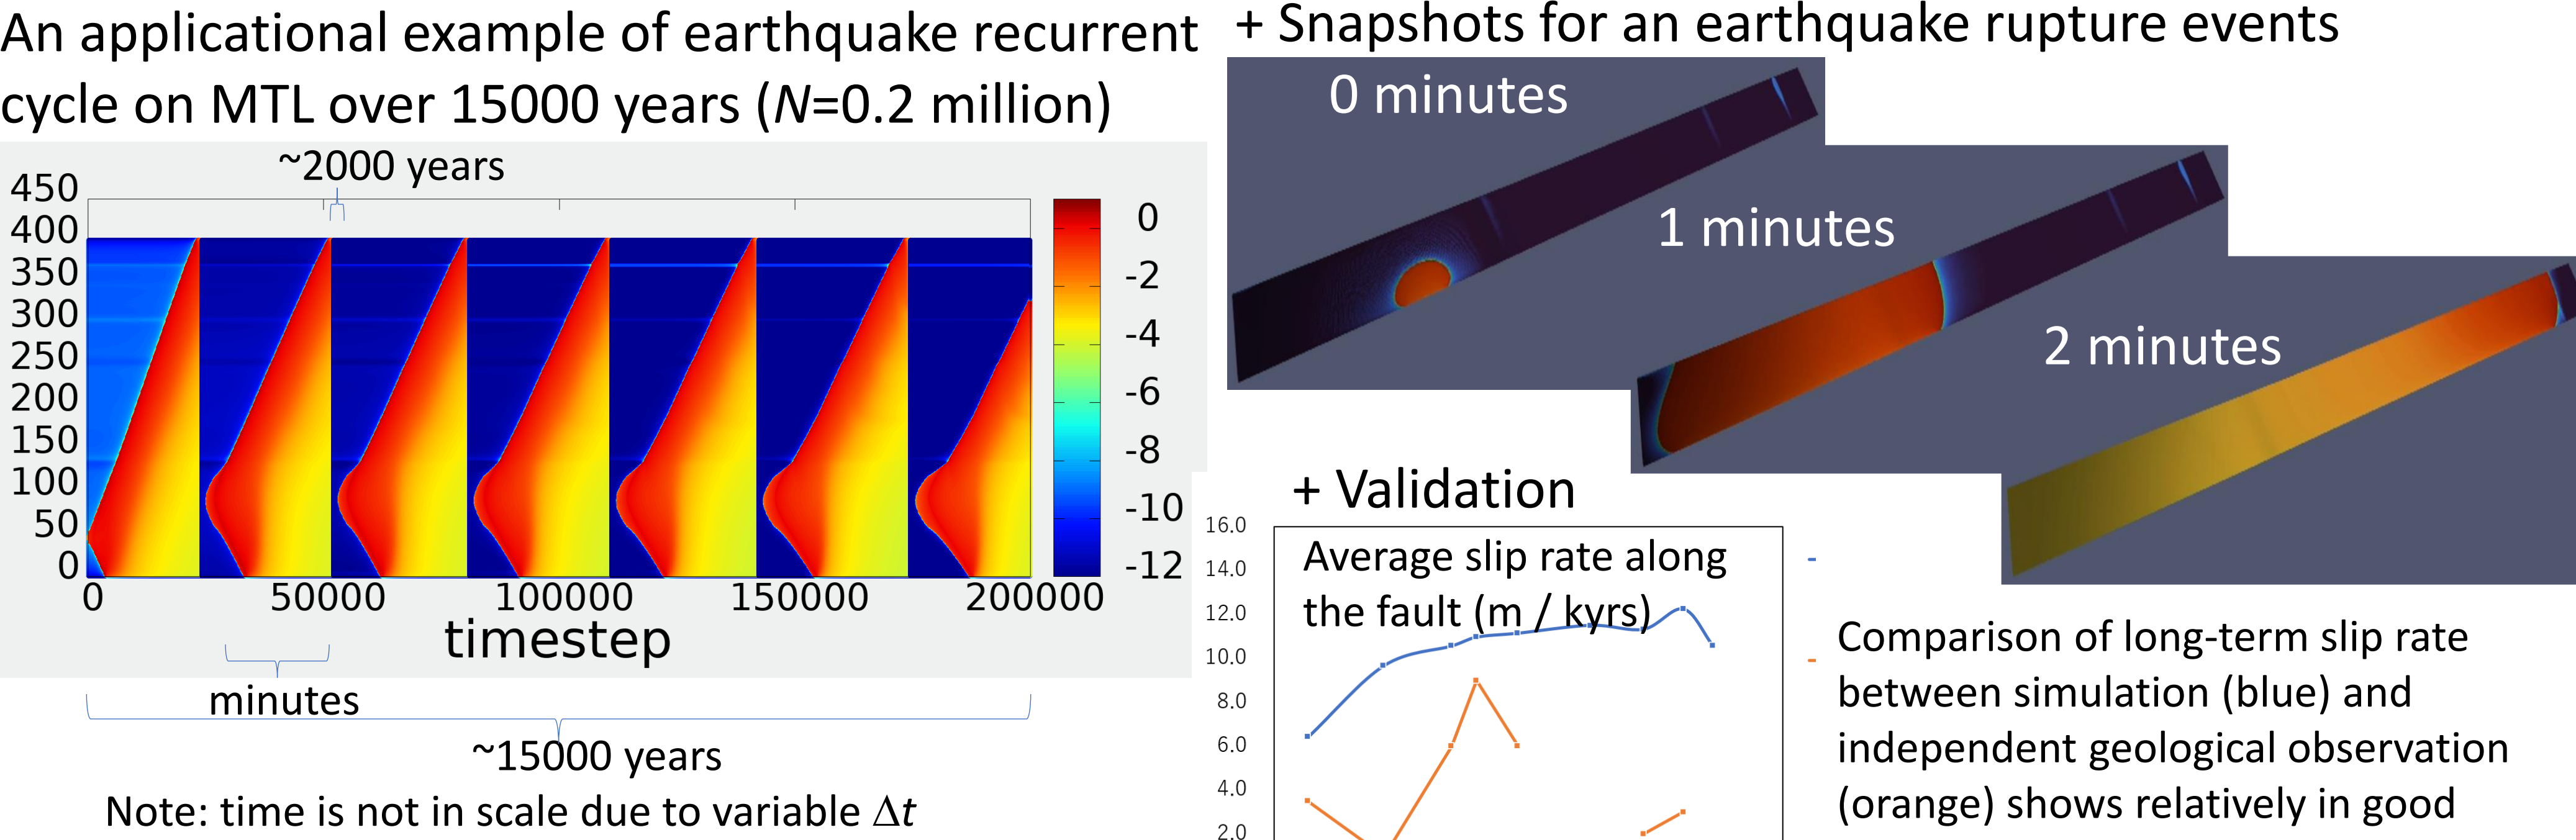 An applicational example of earthquake recurrent
cycle on MTL over 15000 years (N=0.2 million)
~2000 years
450
400
350
300
250
200
150
100
50
0
0
-2
-4
-6
-8
-10
-12
0 50000 100000 150000 200000
timestep
minutes
~15000 years
Note: time is not in scale due to variable Δt
+ Snapshots for an earthquake rupture events
0 minutes
1 minutes
2 minutes
+ Validation
16.0
14.0
12.0
10.0
8.0
6.0
4.0
2.0
Average slip rate along
the fault (m / kyrs)
Comparison of long-term slip rate
between simulation (blue) and
independent geological observation
(orange) shows relatively in good